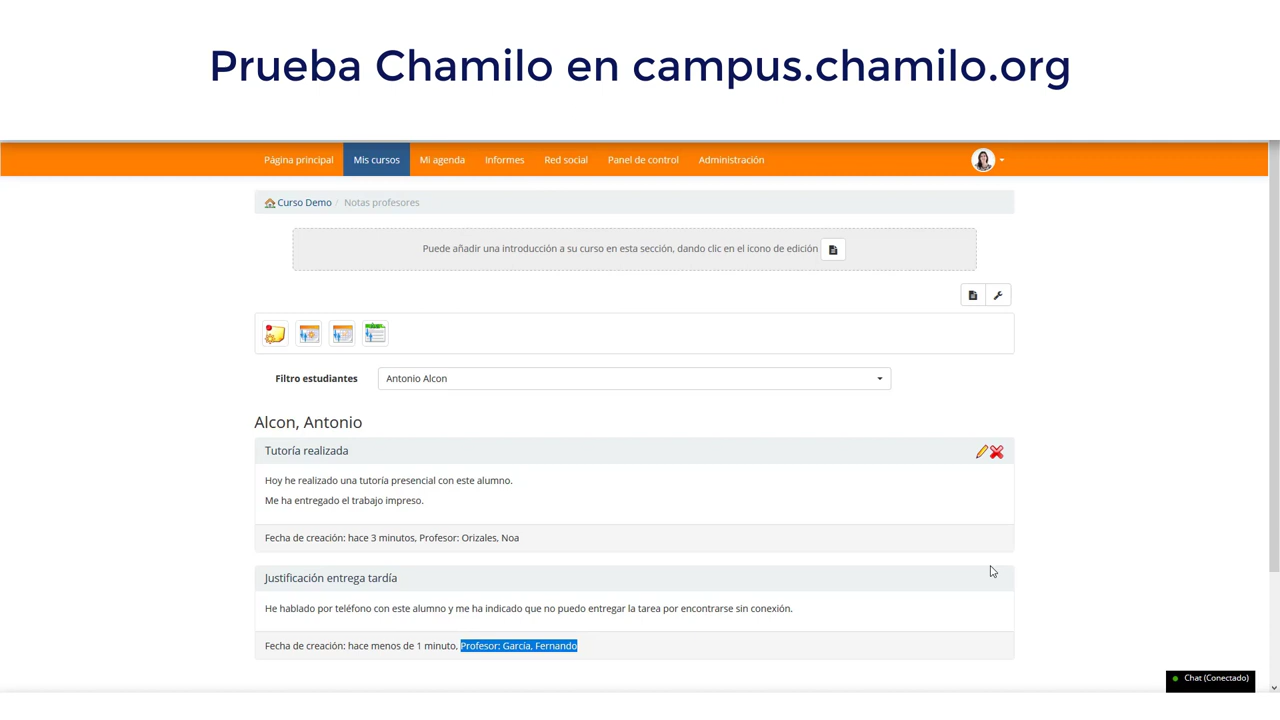 Prueba Chamilo en campus.chamilo.org
Página principal Mis cursos Mi agenda Informes Red social Panel de control Administración
Curso Demo / Notas profesores
Puede añadir una introducción a su curso en esta sección, dando clic en el icono de edición
Filtro estudiantes Antonio Alcon
Alcon, Antonio
Tutoría realizada
Hoy he realizado una tutoría presencial con este alumno.
Me ha entregado el trabajo impreso.
Fecha de creación: hace 3 minutos, Profesor: Orizales, Noa
Justificación entrega tardía
He hablado por teléfono con este alumno y me ha indicado que no puedo entregar la tarea por encontrarse sin conexión.
Fecha de creación: hace menos de 1 minuto, Profesor: García, Fernando
Chat (Conectado)